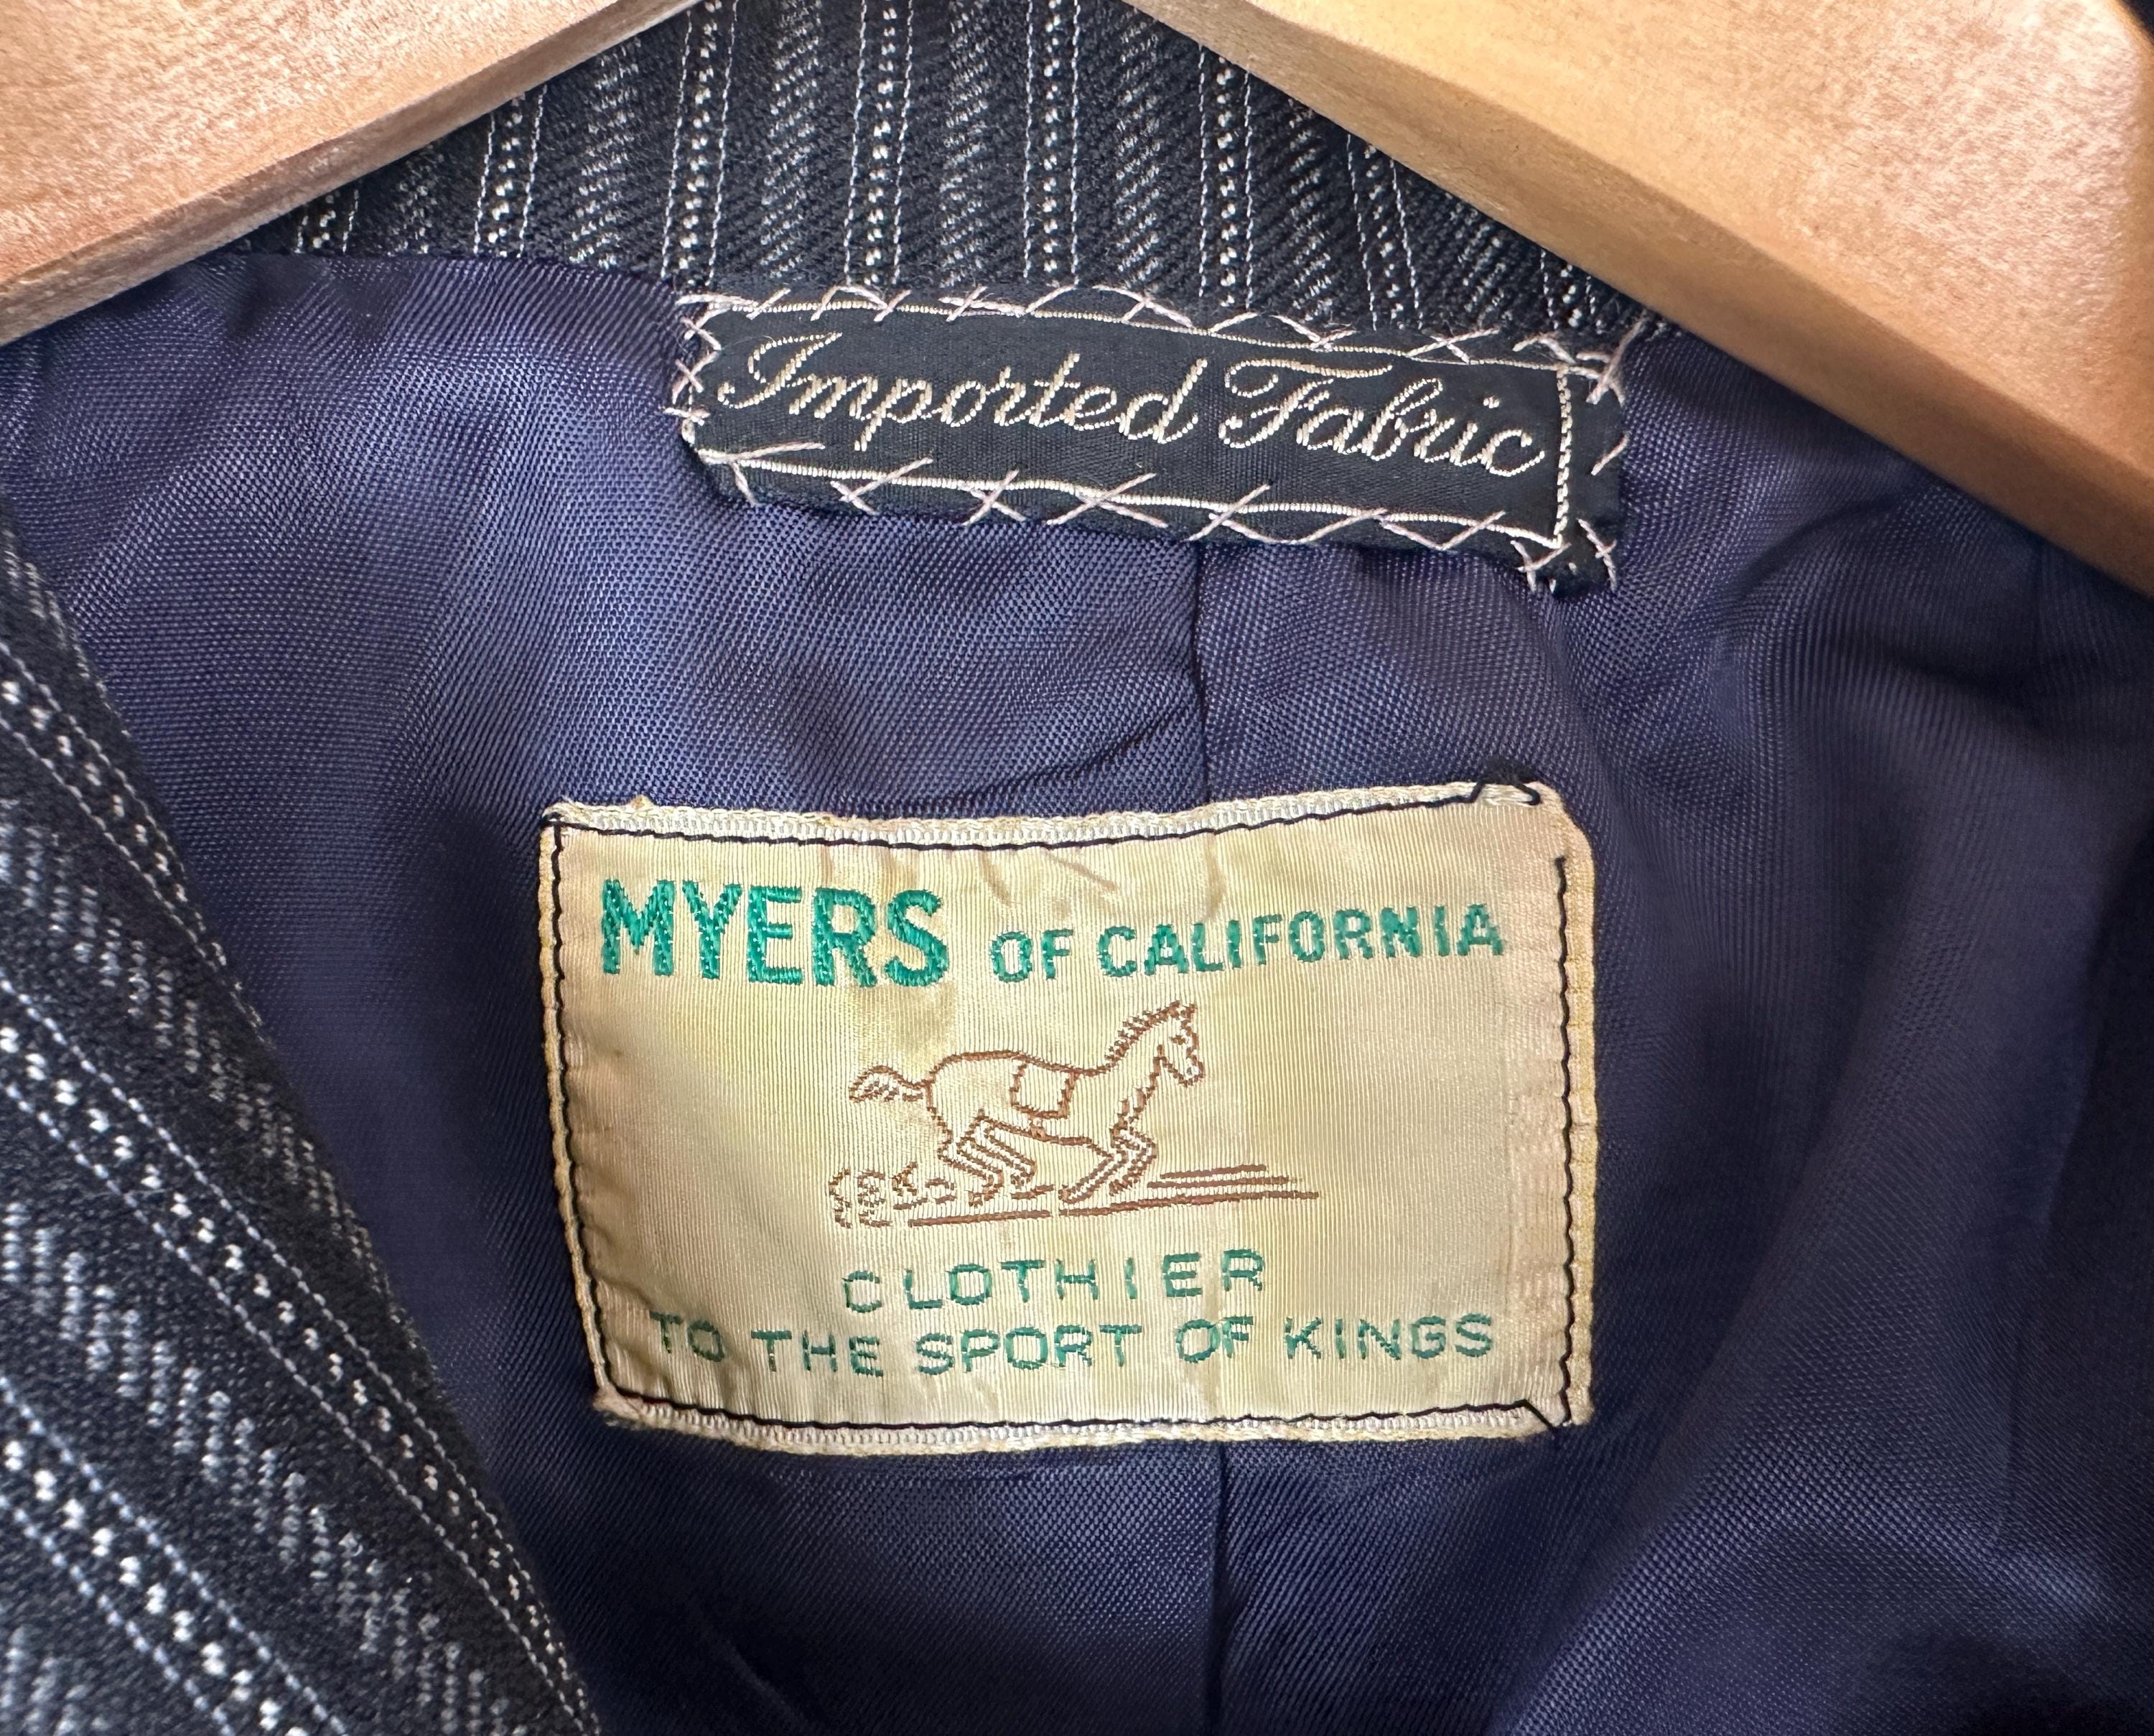 Imported Fabric
MYERS OF CALIFORNIA
CLOTHIER
TO THE SPORT OF KINGS